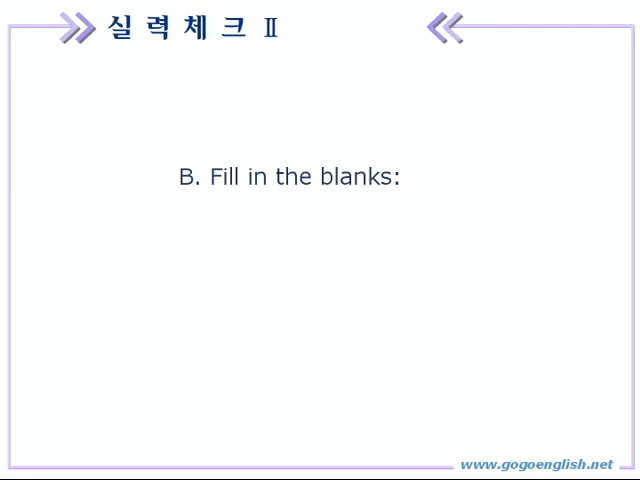 실 력 체 크 Ⅱ
B. Fill in the blanks:
www.gogoenglish.net